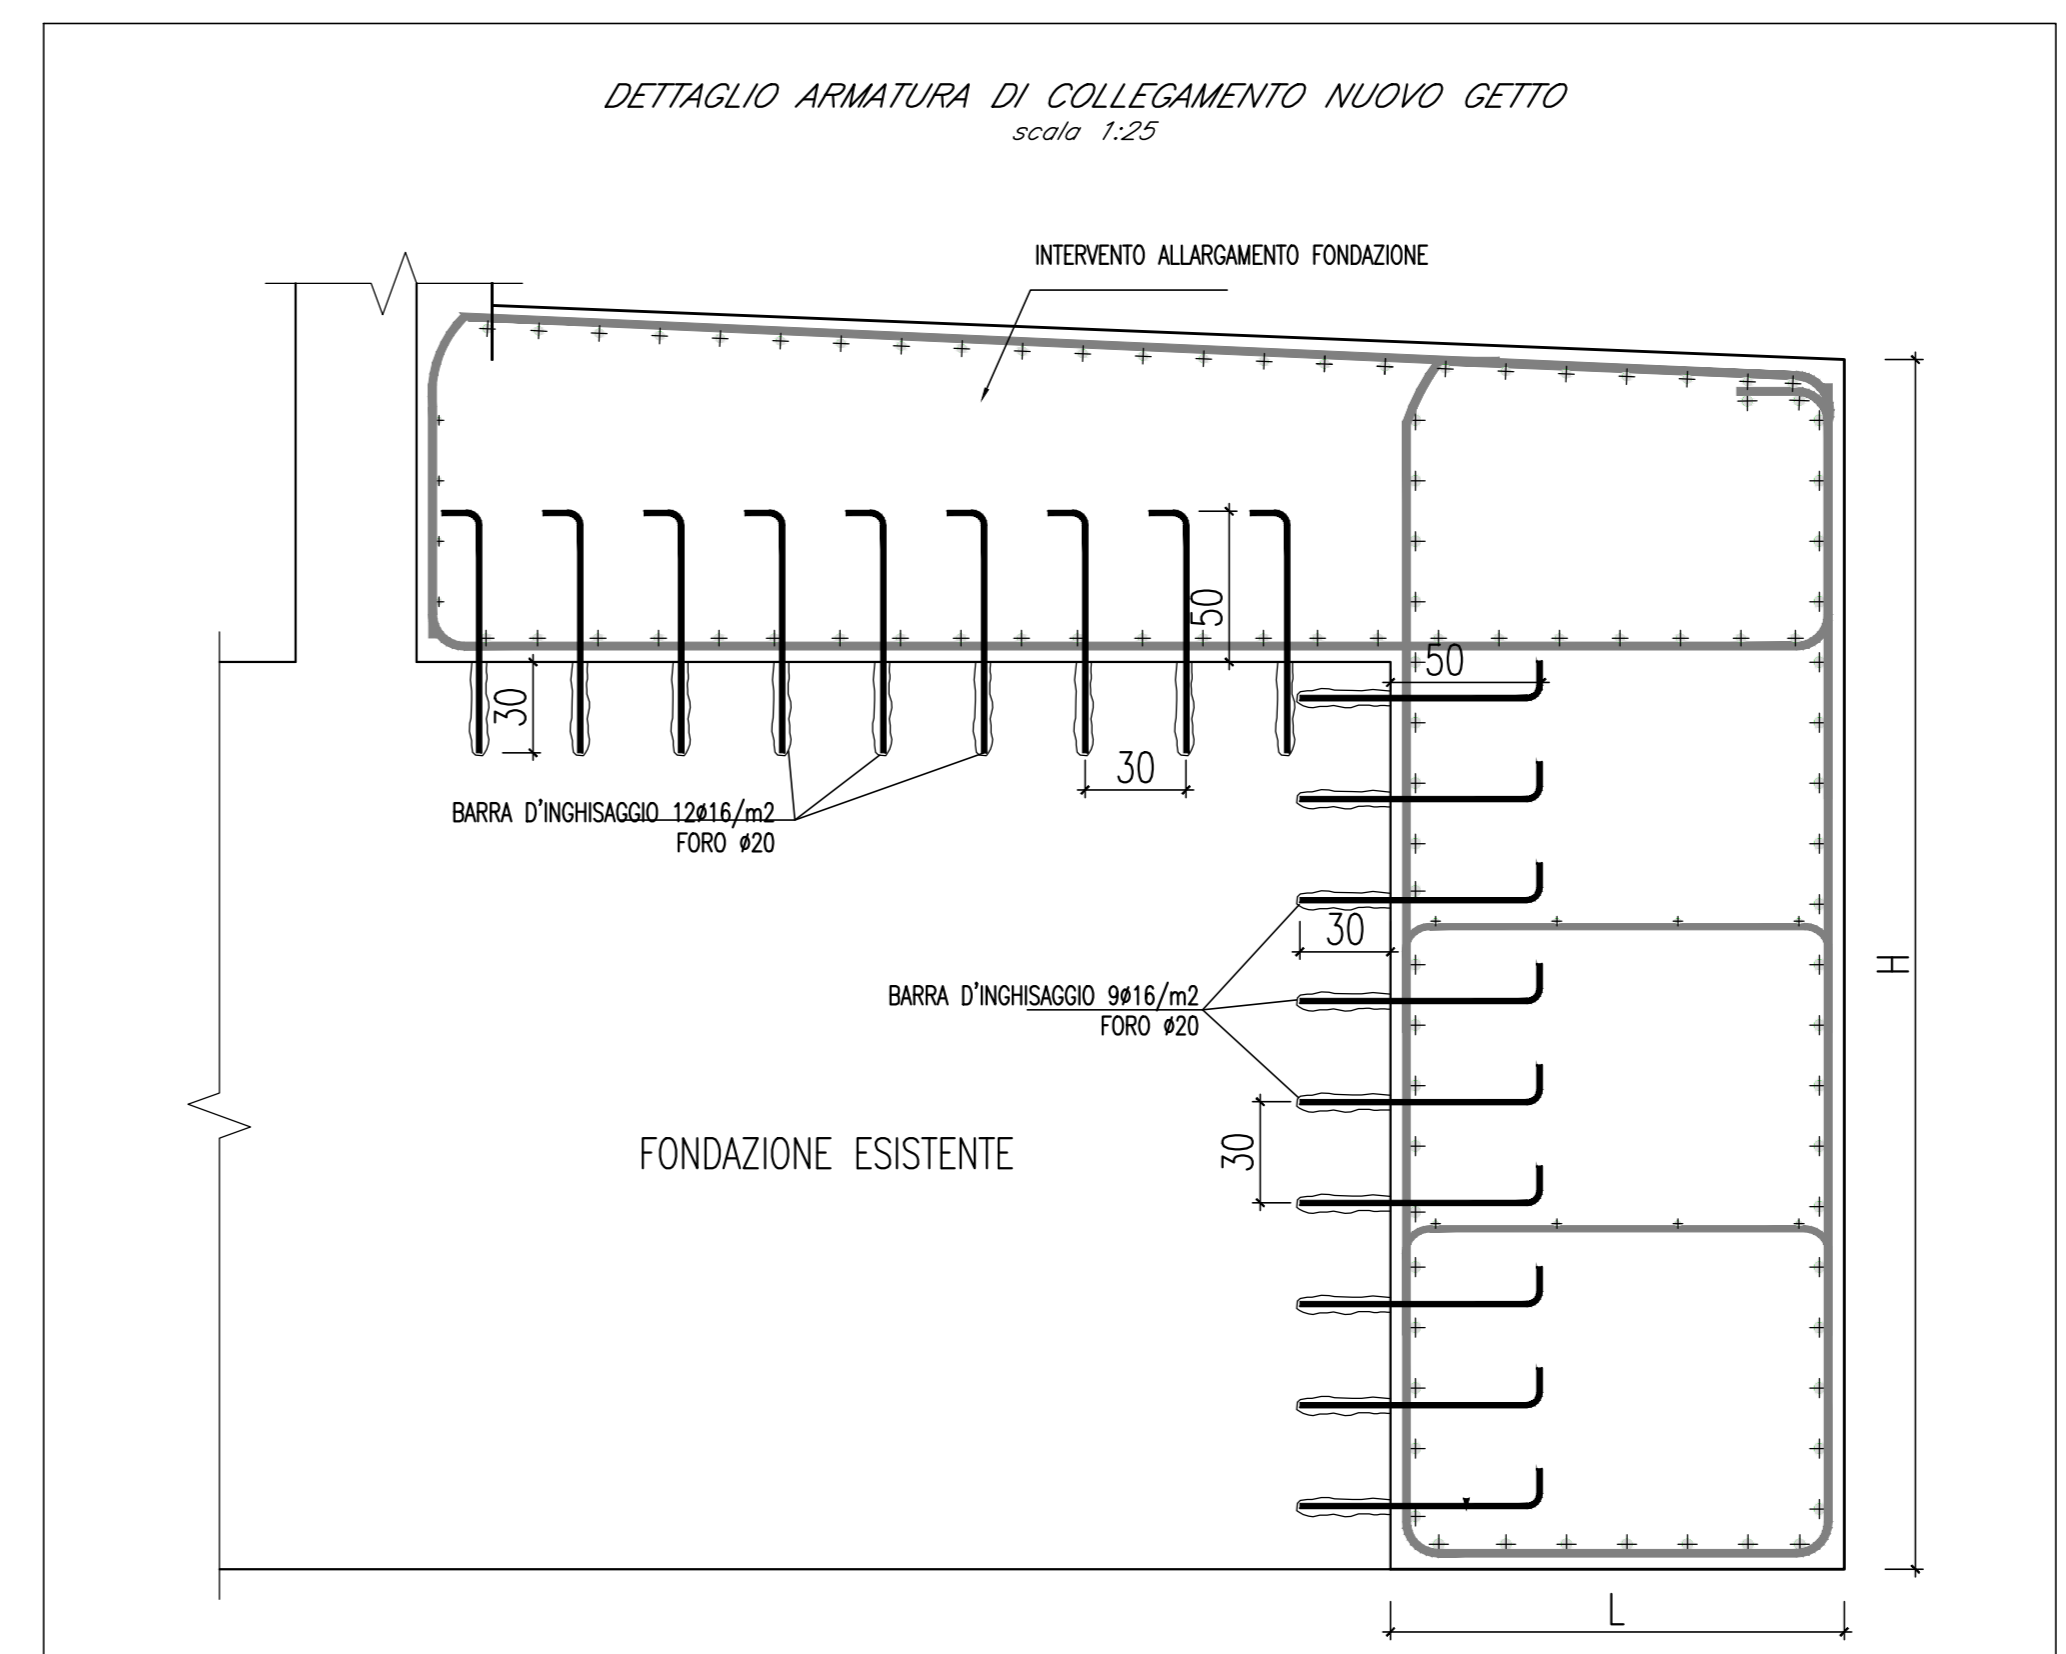 DETTAGLIO ARMATURA DI COLLEGAMENTO NUOVO GETTO
scala 1:25
INTERVENTO ALLARGAMENTO FONDAZIONE
50
50
30
30
BARRA D'INGHISAGGIO 12ø16/m2
FORO ø20
30
BARRA D'INGHISAGGIO 9ø16/m2
FORO ø20
H
30
FONDAZIONE ESISTENTE
L